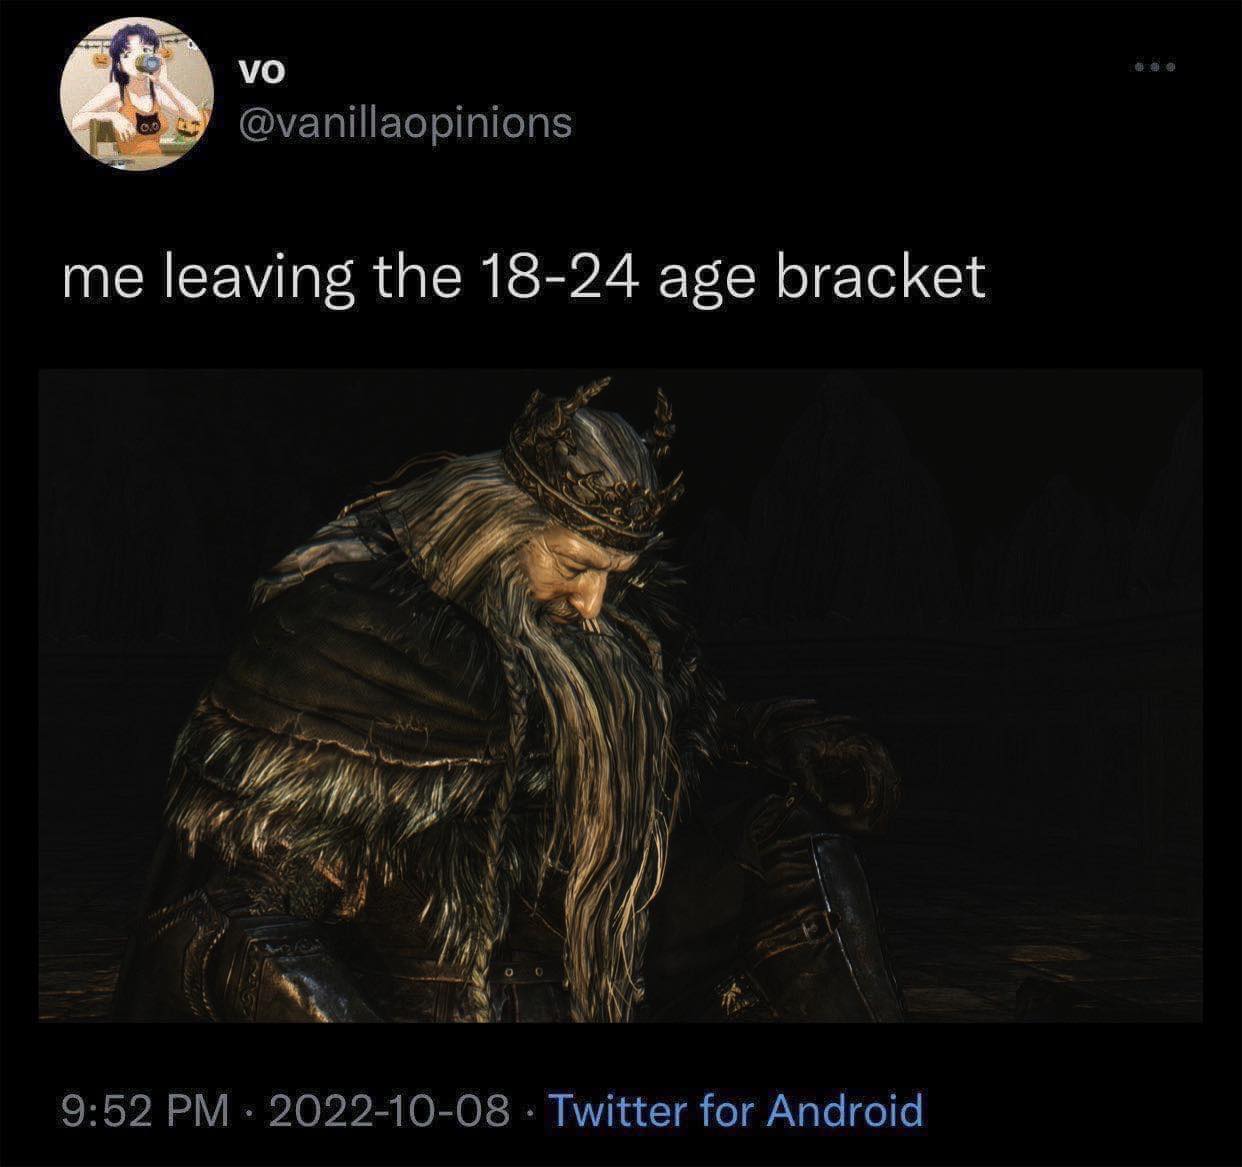 vo
@vanillaopinions
me leaving the 18-24 age bracket
9:52 PM · 2022-10-08 · Twitter for Android